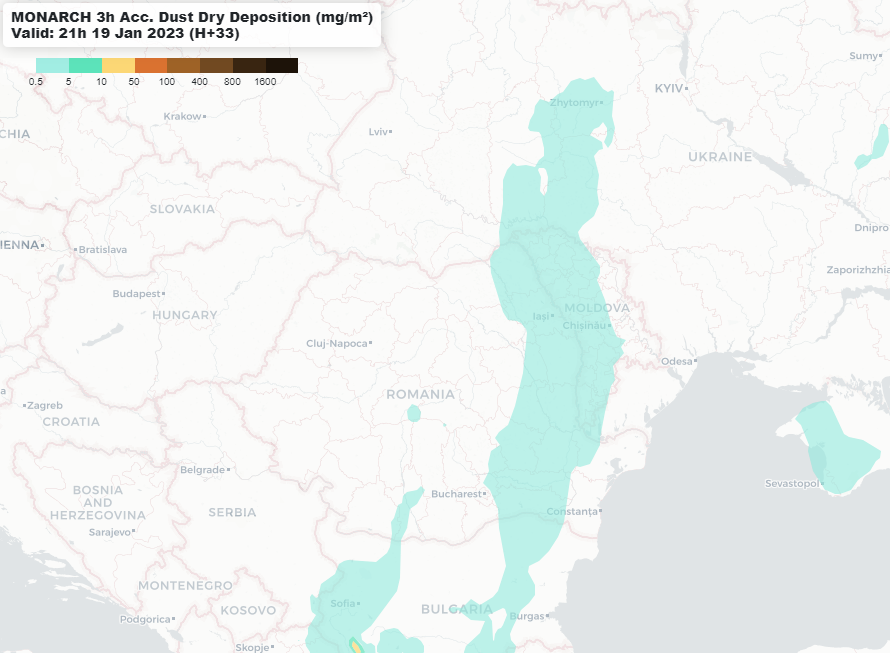 MONARCH 3h Acc. Dust Dry Deposition (mg/m²)
Valid: 21h 19 Jan 2023 (H+33)
0.5 5 10 50 100 400 800 1600
Sumy
KYIV
Zhytomyr
Krakow
Lviv
CHIA
UKRAINE
SLOVAKIA
Dnipro
IENNA
Bratislava
Zaporizhzhia
Budapest
HUNGARY
MOLDOVA
Iași
Chișinău
Cluj-Napoca
Odesa
a
ROMANIA
Zagreb
CROATIA
Belgrade
Sevastopol
BOSNIA
AND
HERZEGOVINA
Bucharest
SERBIA
Constanța
Sarajevo
MONTENEGRO
Sofia
KOSOVO
BULGARIA
Burgas
Podgorica
Skopje